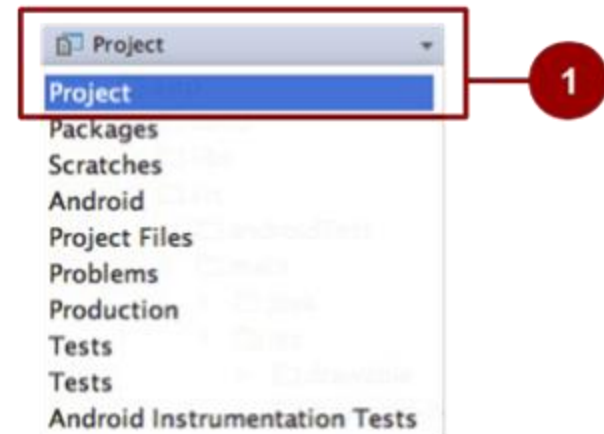 Project
Project
1
Packages
Scratches
Android
Project Files
Problems
Production
Tests
Tests
Android Instrumentation Tests